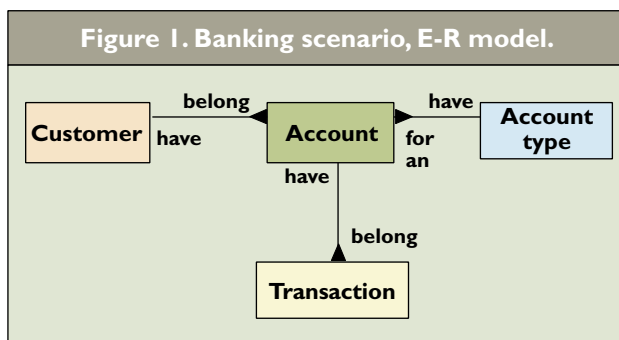 Figure 1. Banking scenario, E-R model.
belong
have
Customer
have
Account
for
an
Account
type
have
belong
Transaction